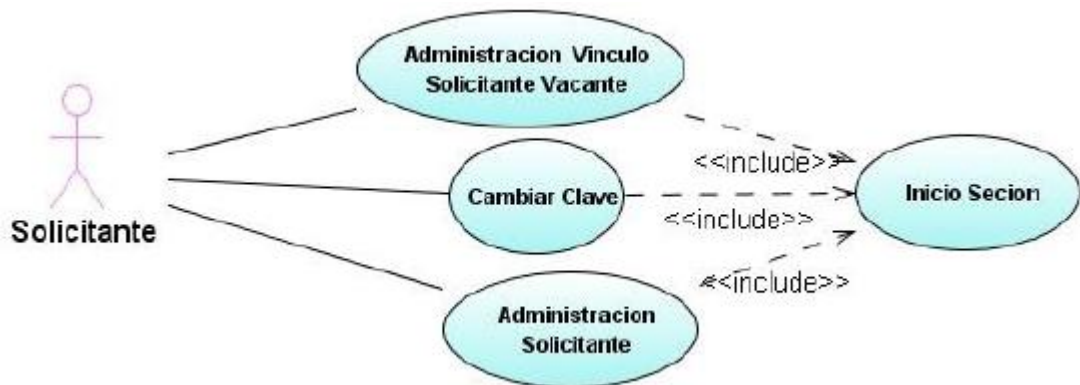 Administracion Vinculo
Solicitante Vacante
<<include>>
Solicitante
Cambiar Clave
<<include>>
Inicio Secion
<<include>>
Administracion
Solicitante